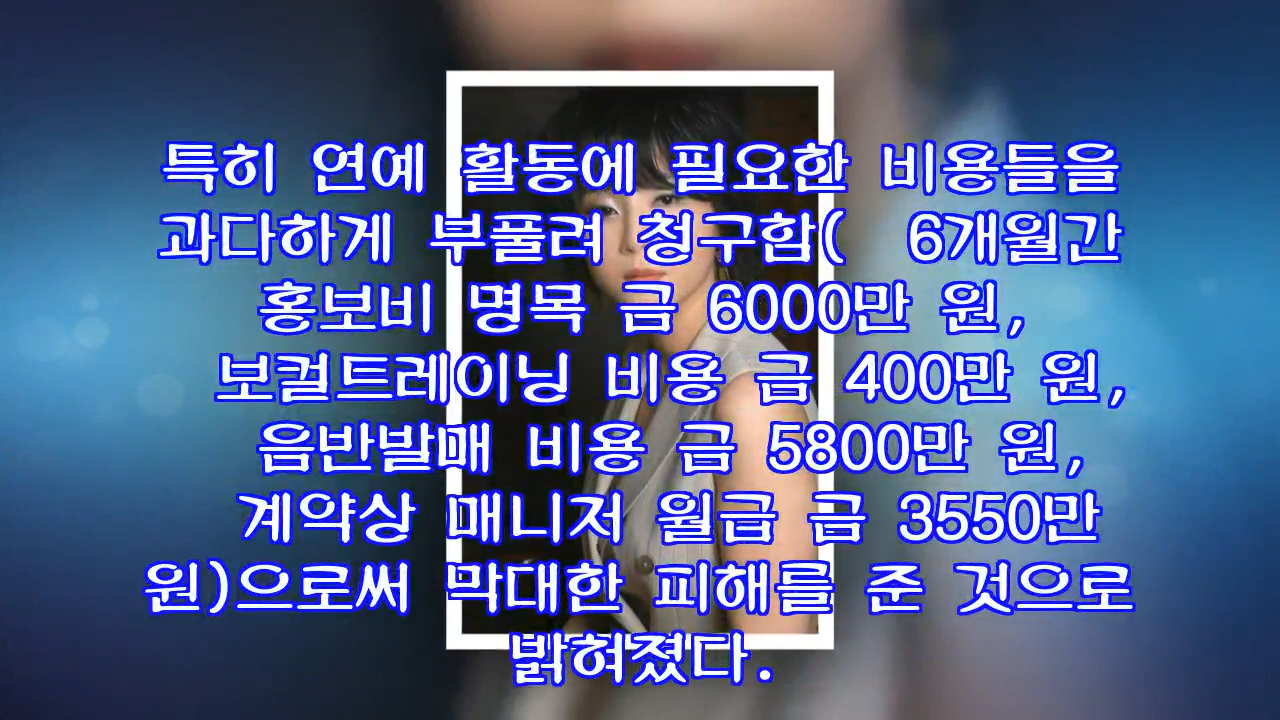 특히 연예 활동에 필요한 비용들을
과다하게 부풀려 청구함( 6개월간
홍보비 명목 금 6000만 원,
보컬트레이닝 비용 금 400만 원,
음반발매 비용 금 5800만 원,
계약상 매니저 월급 금 3550만
원)으로써 막대한 피해를 준 것으로
밝혀졌다.